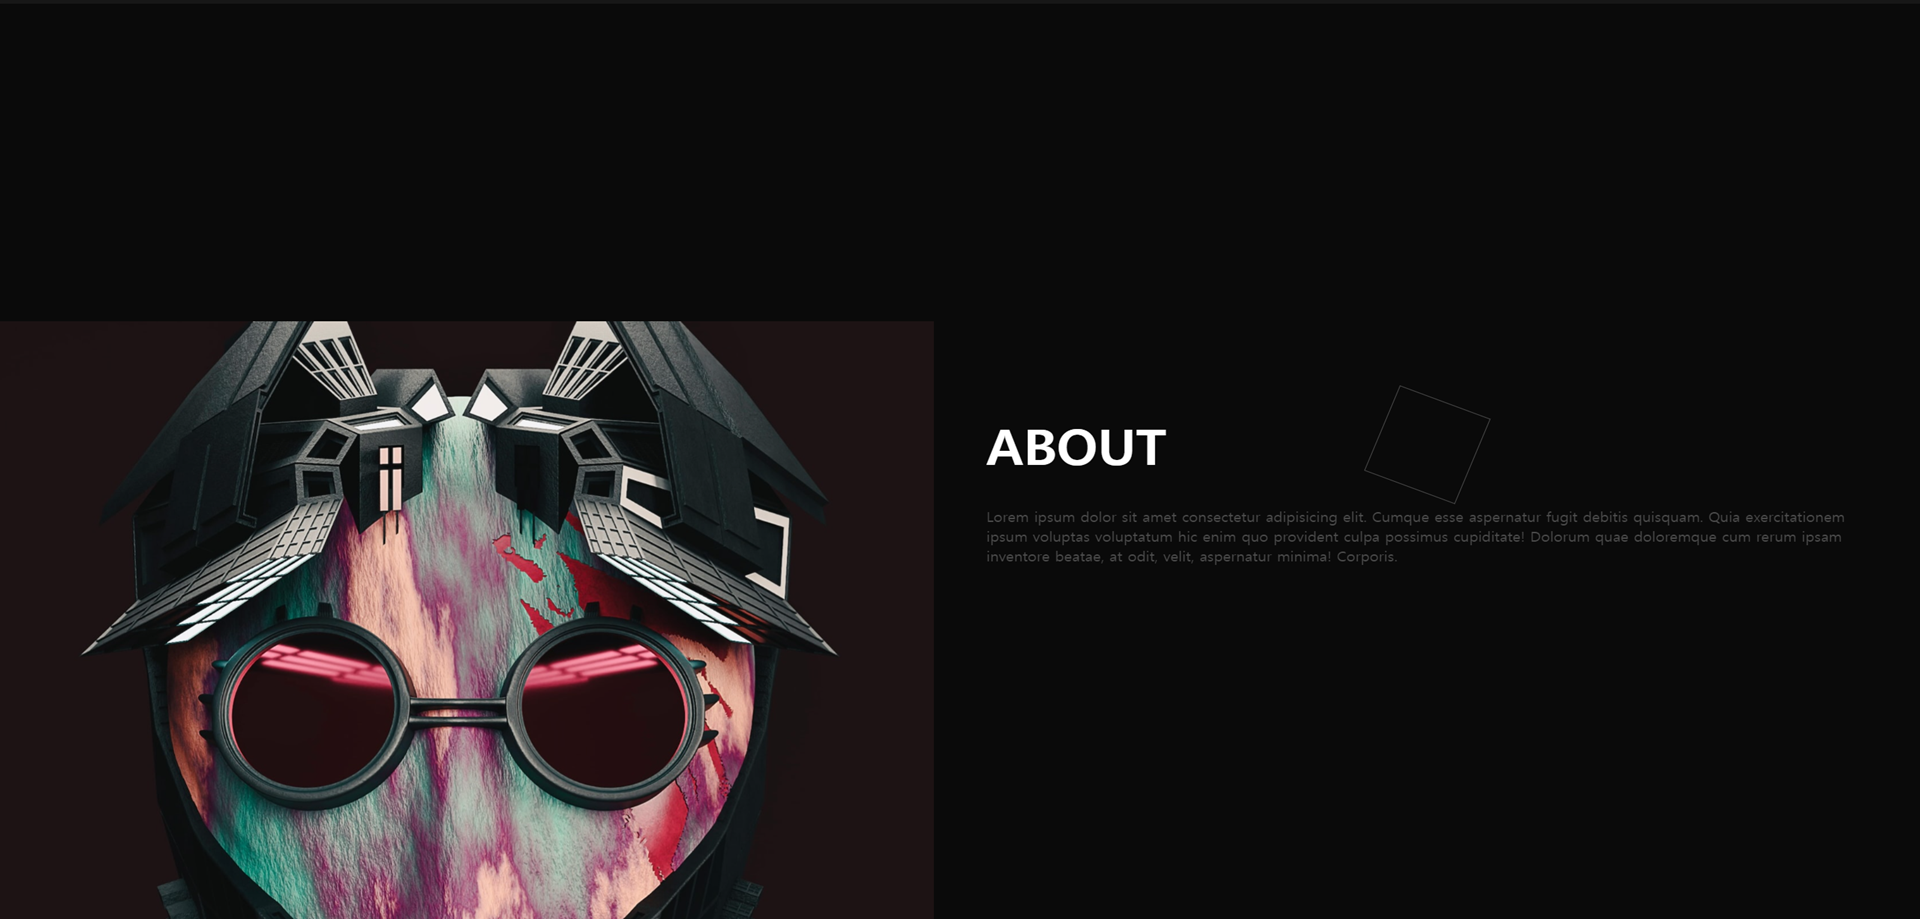 ABOUT
Lorem ipsum dolor sit amet consectetur adipisicing elit. Cumque esse aspernatur fugit debitis quisquam. Quia exercitationem
ipsum voluptas voluptatum hic enim quo provident culpa possimus cupiditate! Dolorum quae doloremque cum rerum ipsam
inventore beatae, at odit, velit, aspernatur minima! Corporis.